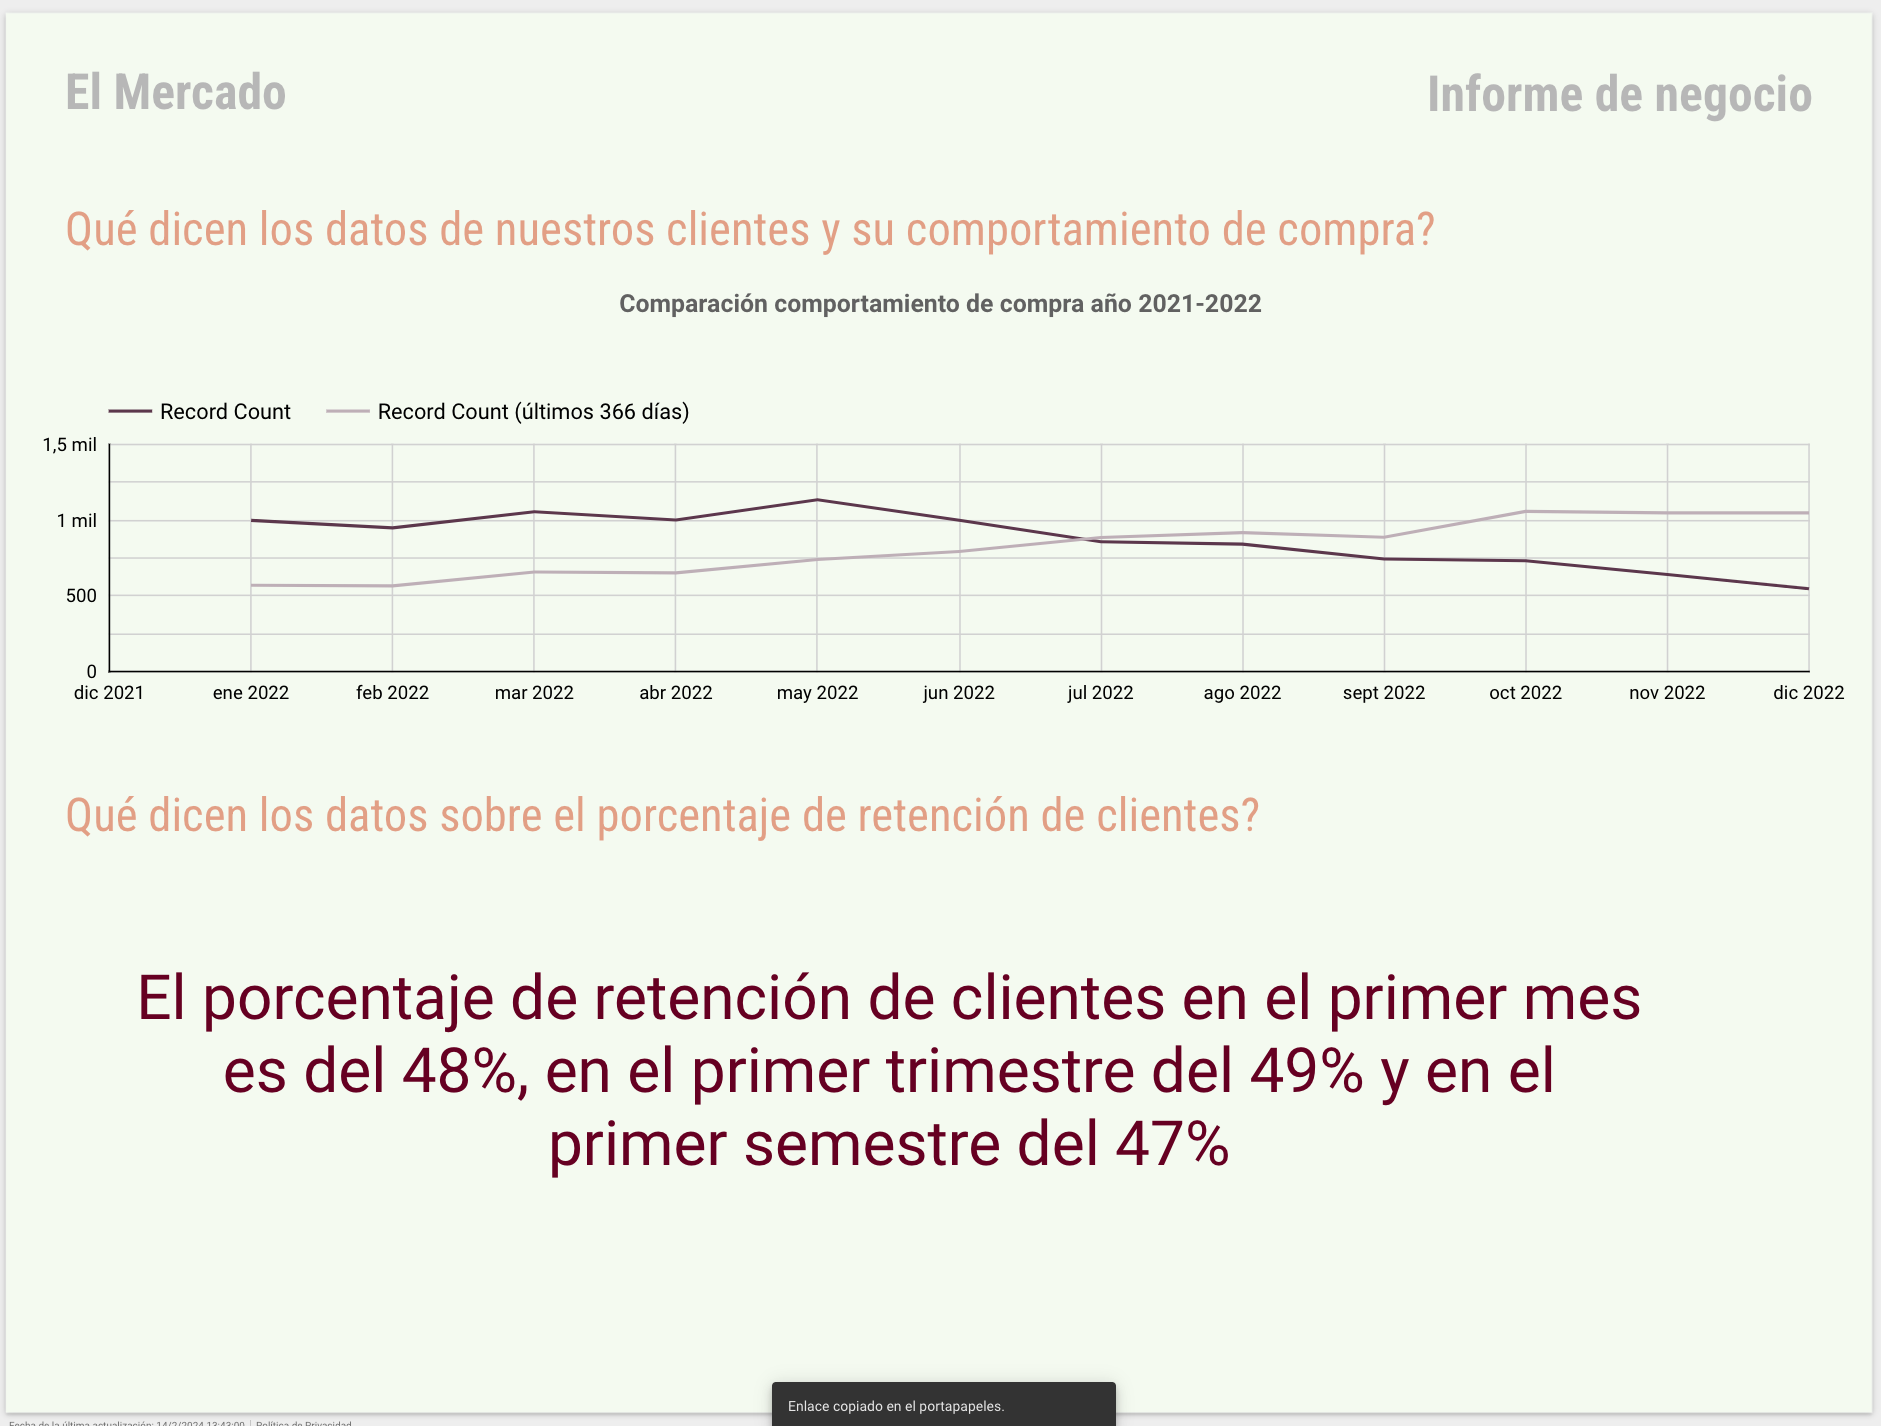 El Mercado
Informe de negocio
Qué dicen los datos de nuestros clientes y su comportamiento de compra?
Comparación comportamiento de compra año 2021-2022
Record Count
Record Count (últimos 366 días)
1,5 mil
1 mil
500
0
dic 2021 ene 2022 feb 2022 mar 2022 abr 2022 may 2022 jun 2022 jul 2022 ago 2022 sept 2022 oct 2022 nov 2022 dic 2022
Qué dicen los datos sobre el porcentaje de retención de clientes?
El porcentaje de retención de clientes en el primer mes
es del 48%, en el primer trimestre del 49% y en el
primer semestre del 47%
Enlace copiado en el portapapeles.
Fecha de la última actualización: 14/2/2024 13:43:00 | Política de Privacidad